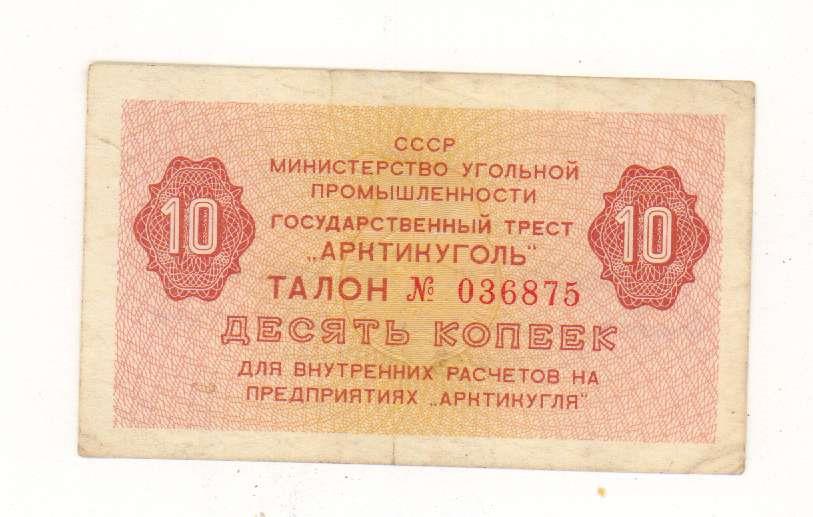 СССР
МИНИСТЕРСТВО УГОЛЬНОЙ
ПРОМЫШЛЕННОСТИ
ГОСУДАРСТВЕННЫЙ ТРЕСТ
„АРКТИКУГОЛЬ"
10
10
ТАЛОН № 036875
ДЕСЯТЬ КОПЕЕК
ДЛЯ ВНУТРЕННИХ РАСЧЕТОВ НА
ПРЕДПРИЯТИЯХ „АРКТИКУГЛЯ"